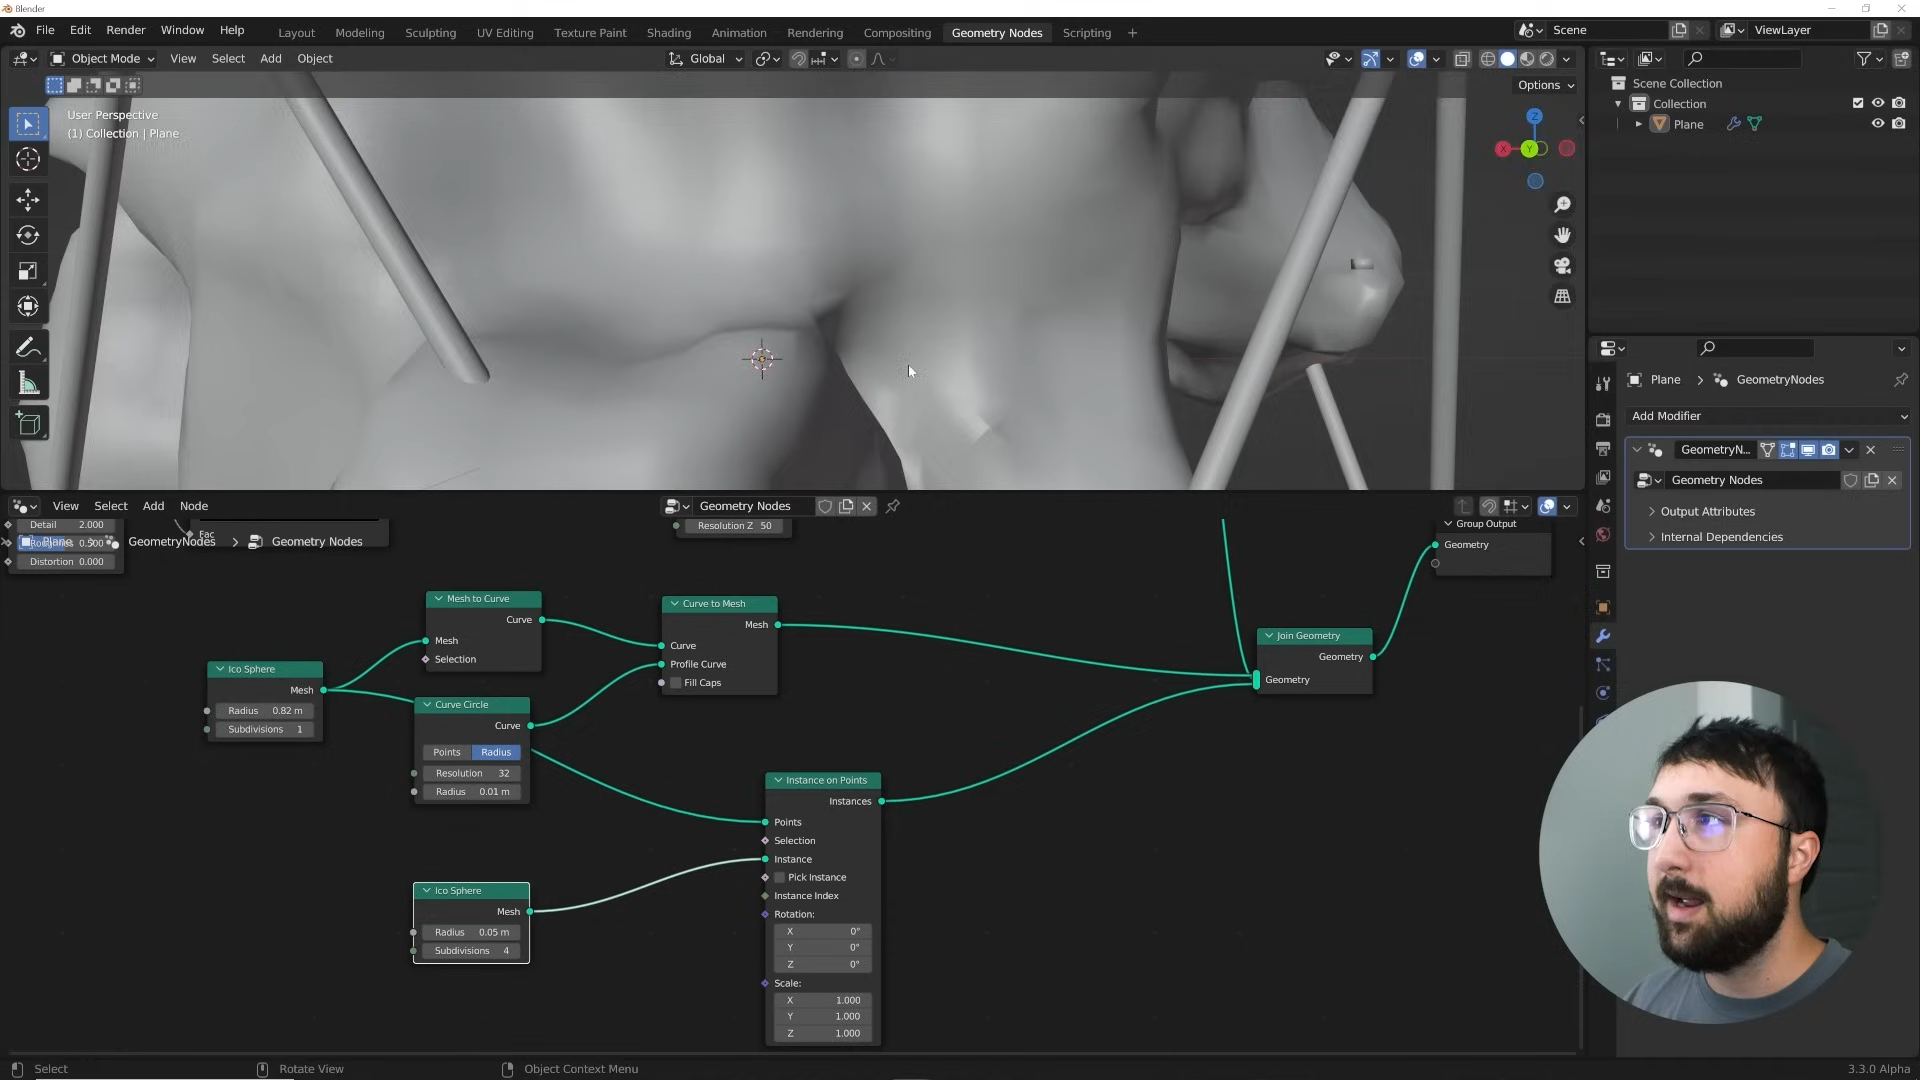 Blender
File Edit Render Window Help
Layout Modeling Sculpting UV Editing Texture Paint Shading Animation Rendering Compositing Geometry Nodes Scripting +
Scene
ViewLayer
Object Mode
View Select Add Object
Global
Options
User Perspective
(1) Collection | Plane
Z
X
Y
Scene Collection
Collection
Plane
Plane > GeometryNodes
Add Modifier
GeometryN...
Geometry Nodes
Output Attributes
Internal Dependencies
View Select Add Node
Geometry Nodes
Detail 2.000
Roughne 0.500
Distortion 0.000
Fac
Plane > GeometryNodes > Geometry Nodes
Resolution Z 50
Group Output
Geometry
Mesh to Curve
Curve
Mesh
Selection
Curve to Mesh
Mesh
Curve
Profile Curve
Fill Caps
Join Geometry
Geometry
Geometry
Ico Sphere
Mesh
Radius 0.82 m
Subdivisions 1
Curve Circle
Curve
Points Radius
Resolution 32
Radius 0.01 m
Instance on Points
Instances
Points
Selection
Instance
Pick Instance
Instance Index
Rotation:
X 0°
Y 0°
Z 0°
Scale:
X 1.000
Y 1.000
Z 1.000
Ico Sphere
Mesh
Radius 0.05 m
Subdivisions 4
Select
Rotate View
Object Context Menu
3.3.0 Alpha